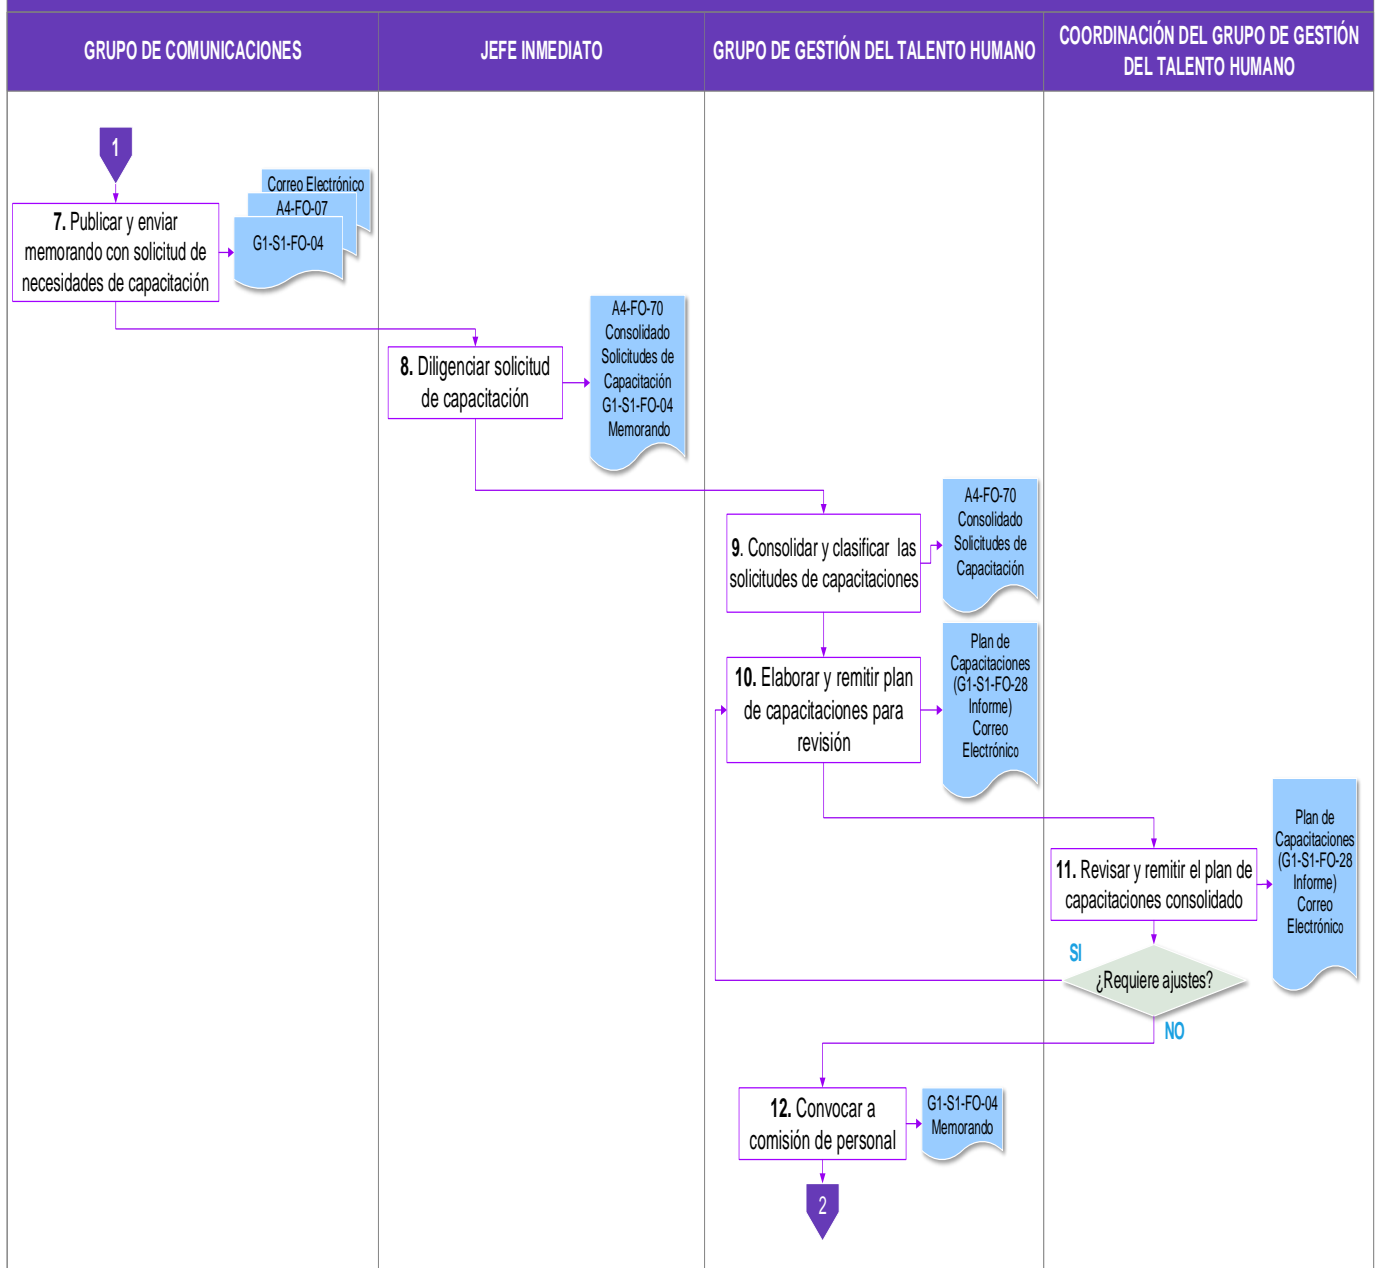 GRUPO DE COMUNICACIONES
JEFE INMEDIATO
GRUPO DE GESTIÓN DEL TALENTO HUMANO
COORDINACIÓN DEL GRUPO DE GESTIÓN
DEL TALENTO HUMANO
1
7. Publicar y enviar
memorando con solicitud de
necesidades de capacitación
Correo Electrónico
A4-FO-07
G1-S1-FO-04
8. Diligenciar solicitud
de capacitación
A4-FO-70
Consolidado
Solicitudes de
Capacitación
G1-S1-FO-04
Memorando
9. Consolidar y clasificar las
solicitudes de capacitaciones
A4-FO-70
Consolidado
Solicitudes de
Capacitación
10. Elaborar y remitir plan
de capacitaciones para
revisión
Plan de
Capacitaciones
(G1-S1-FO-28
Informe)
Correo
Electrónico
11. Revisar y remitir el plan de
capacitaciones consolidado
Plan de
Capacitaciones
(G1-S1-FO-28
Informe)
Correo
Electrónico
SI
¿Requiere ajustes?
NO
12. Convocar a
comisión de personal
G1-S1-FO-04
Memorando
2